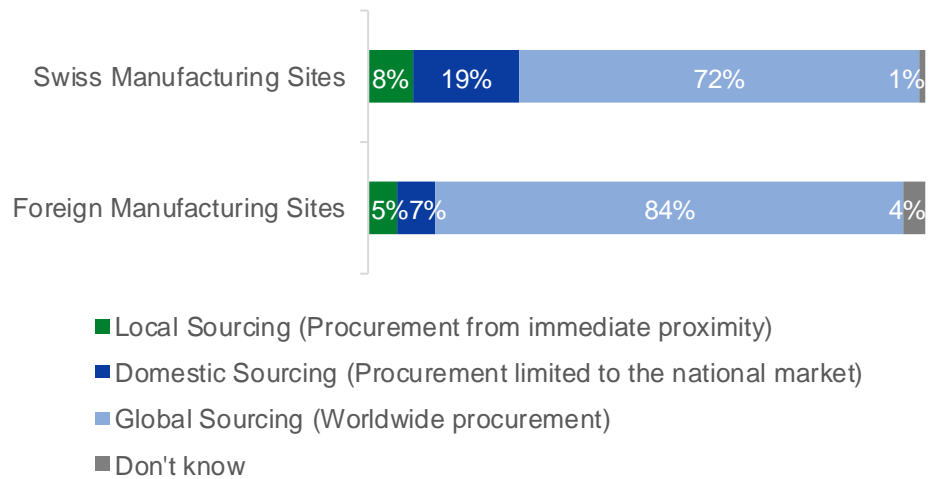 Swiss Manufacturing Sites 8% 19% 72% 1%
Foreign Manufacturing Sites 5% 7% 84% 4%
Local Sourcing (Procurement from immediate proximity)
Domestic Sourcing (Procurement limited to the national market)
Global Sourcing (Worldwide procurement)
Don't know